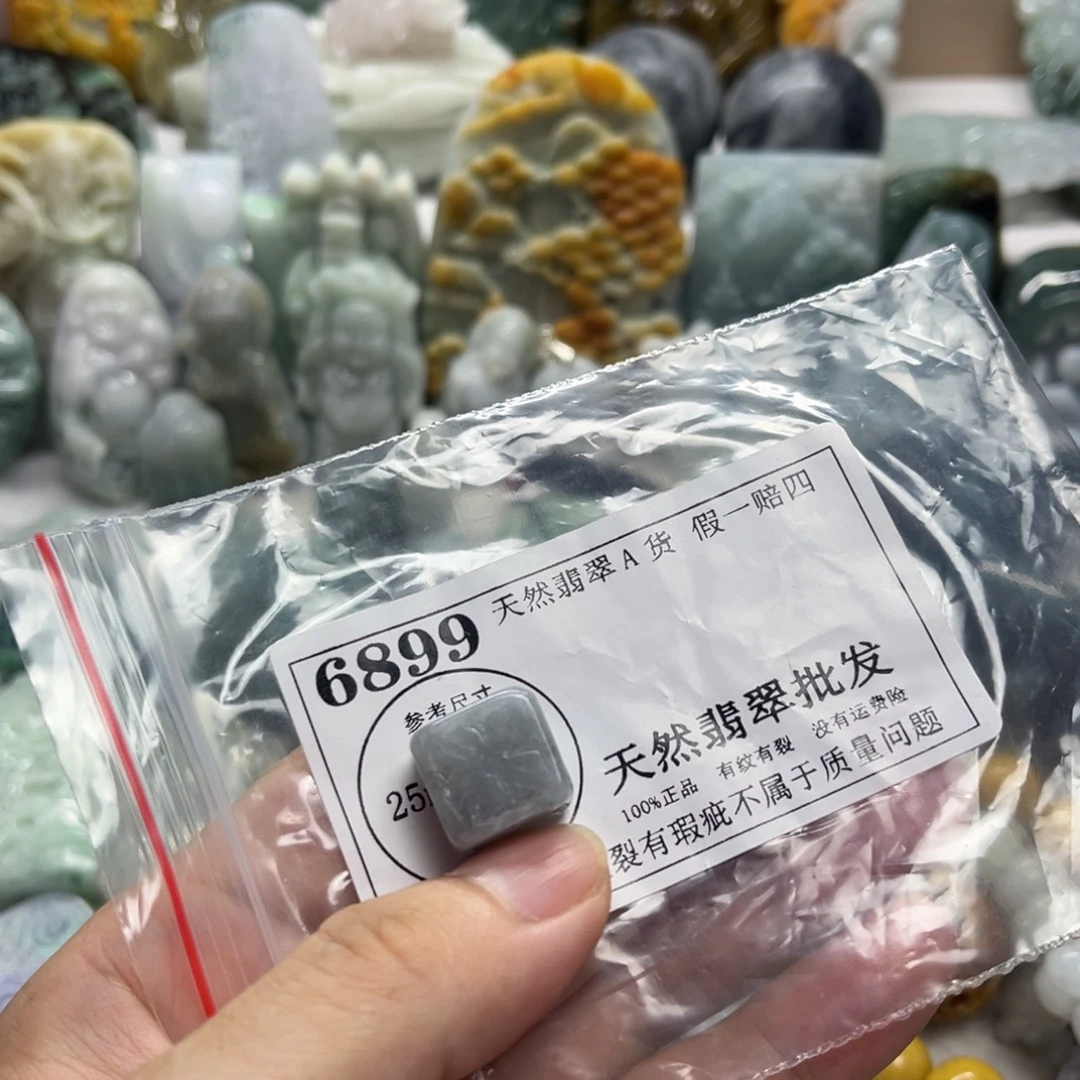 天然翡翠A货 假一赔四
6899
参考尺寸
25
天然翡翠批发
100%正品 有纹有裂 没有运费险
裂有瑕疵不属于质量问题